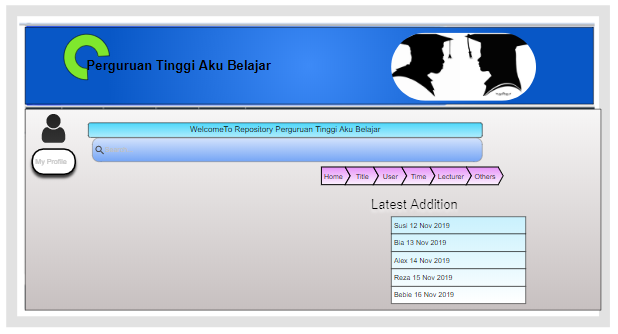 Perguruan Tinggi Aku Belajar
WelcomeTo Repository Perguruan Tinggi Aku Belajar
My Profile
Home Title User Time Lecturer Others
Latest Addition
Susi 12 Nov 2019
Bia 13 Nov 2019
Alex 14 Nov 2019
Reza 15 Nov 2019
Bebie 16 Nov 2019